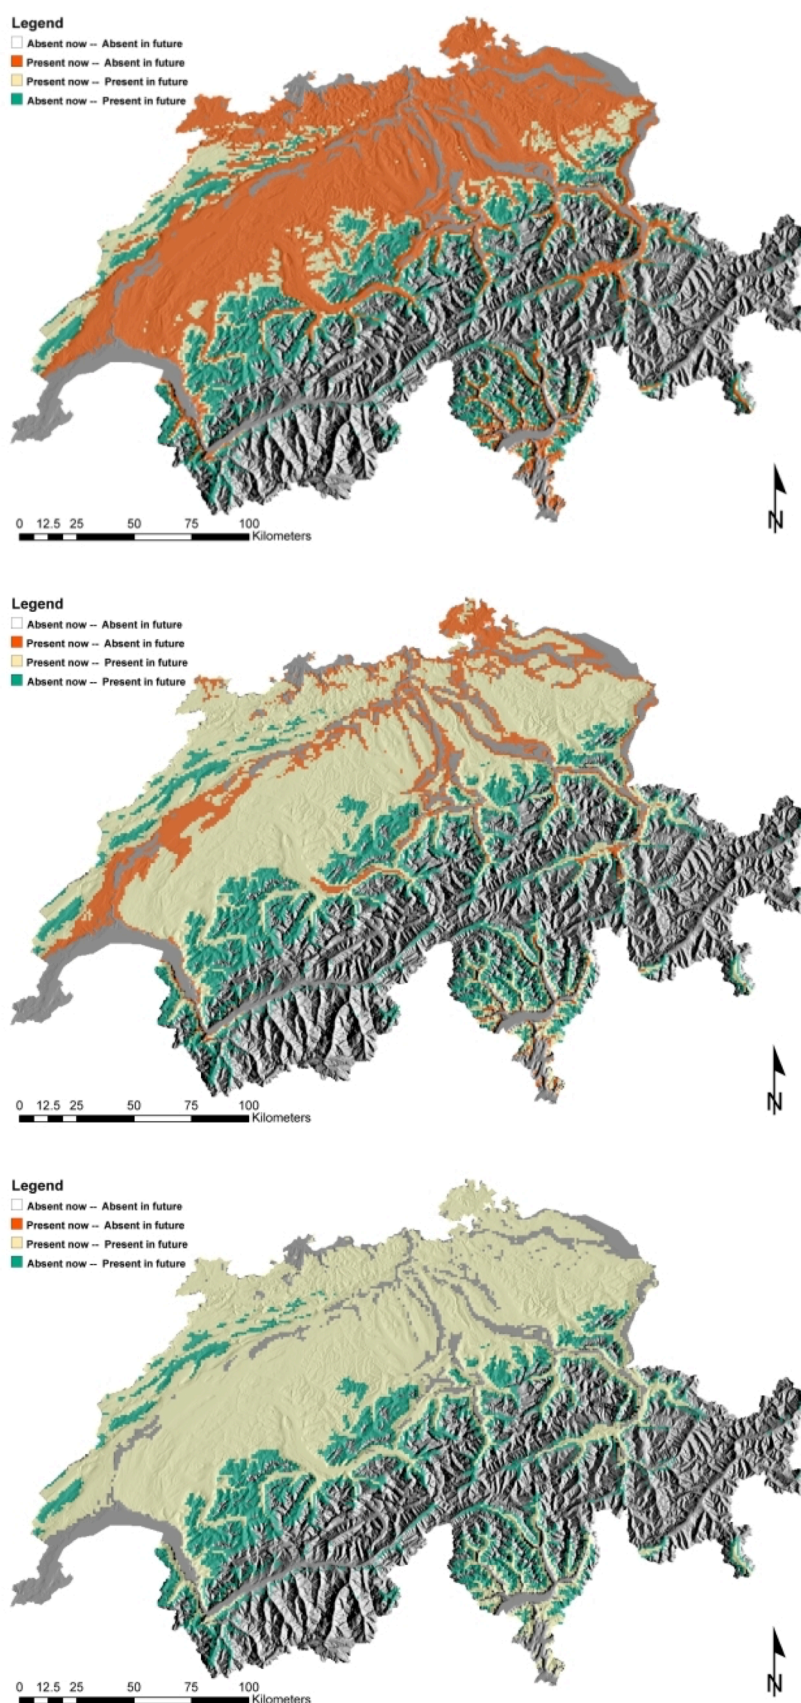 Legend
Absent now -- Absent in future
Present now -- Absent in future
Present now -- Present in future
Absent now -- Present in future
N
0 12.5 25 50 75 100
Kilometers
Legend
Absent now -- Absent in future
Present now -- Absent in future
Present now -- Present in future
Absent now -- Present in future
N
0 12.5 25 50 75 100
Kilometers
Legend
Absent now -- Absent in future
Present now -- Absent in future
Present now -- Present in future
Absent now -- Present in future
N
0 12.5 25 50 75 100
Kilometers